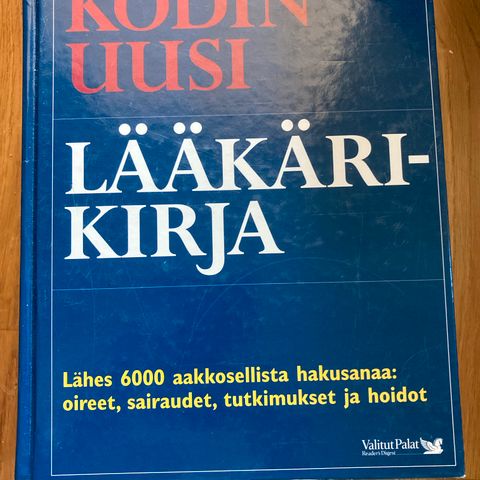 KODIN
UUSI
LÄÄKÄRI-
KIRJA
Lähes 6000 aakkosellista hakusanaa:
oireet, sairaudet, tutkimukset ja hoidot
Valitut Palat
Reader's Digest